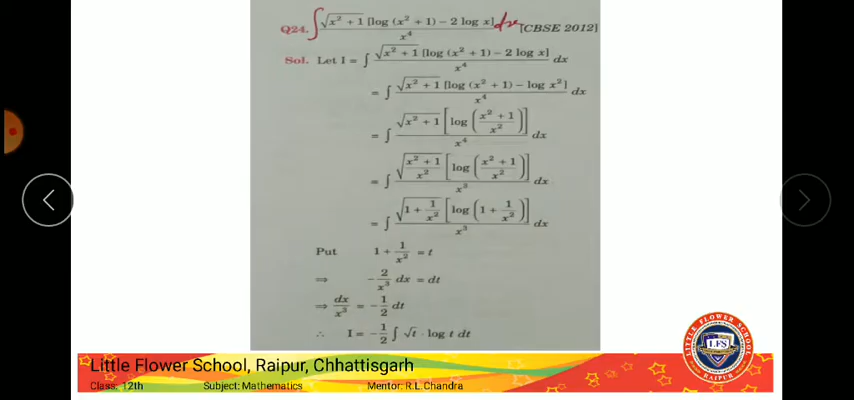 Q24. ∫ √(x² + 1) [log (x² + 1) − 2 log x] / x⁴ dx [CBSE 2012]
Sol. Let I = ∫ √(x² + 1) [log (x² + 1) − 2 log x] / x⁴ dx
= ∫ √(x² + 1) [log (x² + 1) − log x²] / x⁴ dx
= ∫ √(x² + 1) [log ((x² + 1)/x²)] / x⁴ dx
= ∫ √((x² + 1)/x²) [log ((x² + 1)/x²)] / x³ dx
= ∫ √(1 + 1/x²) [log (1 + 1/x²)] / x³ dx
Put 1 + 1/x² = t
⇒ −2/x³ dx = dt
⇒ dx/x³ = −1/2 dt
∴ I = −1/2 ∫ √t · log t dt
LFS
RAIPUR
LITTLE FLOWER SCHOOL
Little Flower School, Raipur, Chhattisgarh
Class: 12th Subject: Mathematics Mentor: R.L.Chandra